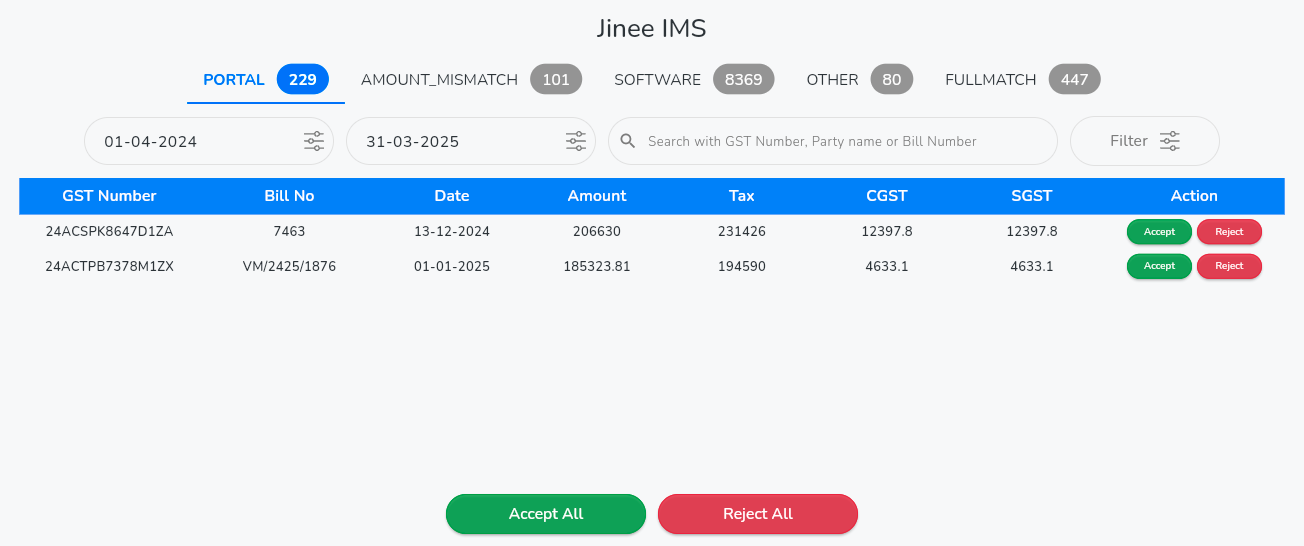 Jinee IMS
PORTAL 229 AMOUNT_MISMATCH 101 SOFTWARE 8369 OTHER 80 FULLMATCH 447
01-04-2024 31-03-2025 Search with GST Number, Party name or Bill Number Filter
GST Number Bill No Date Amount Tax CGST SGST Action
24ACSPK8647D1ZA 7463 13-12-2024 206630 231426 12397.8 12397.8 Accept Reject
24ACTPB7378M1ZX VM/2425/1876 01-01-2025 185323.81 194590 4633.1 4633.1 Accept Reject
Accept All Reject All